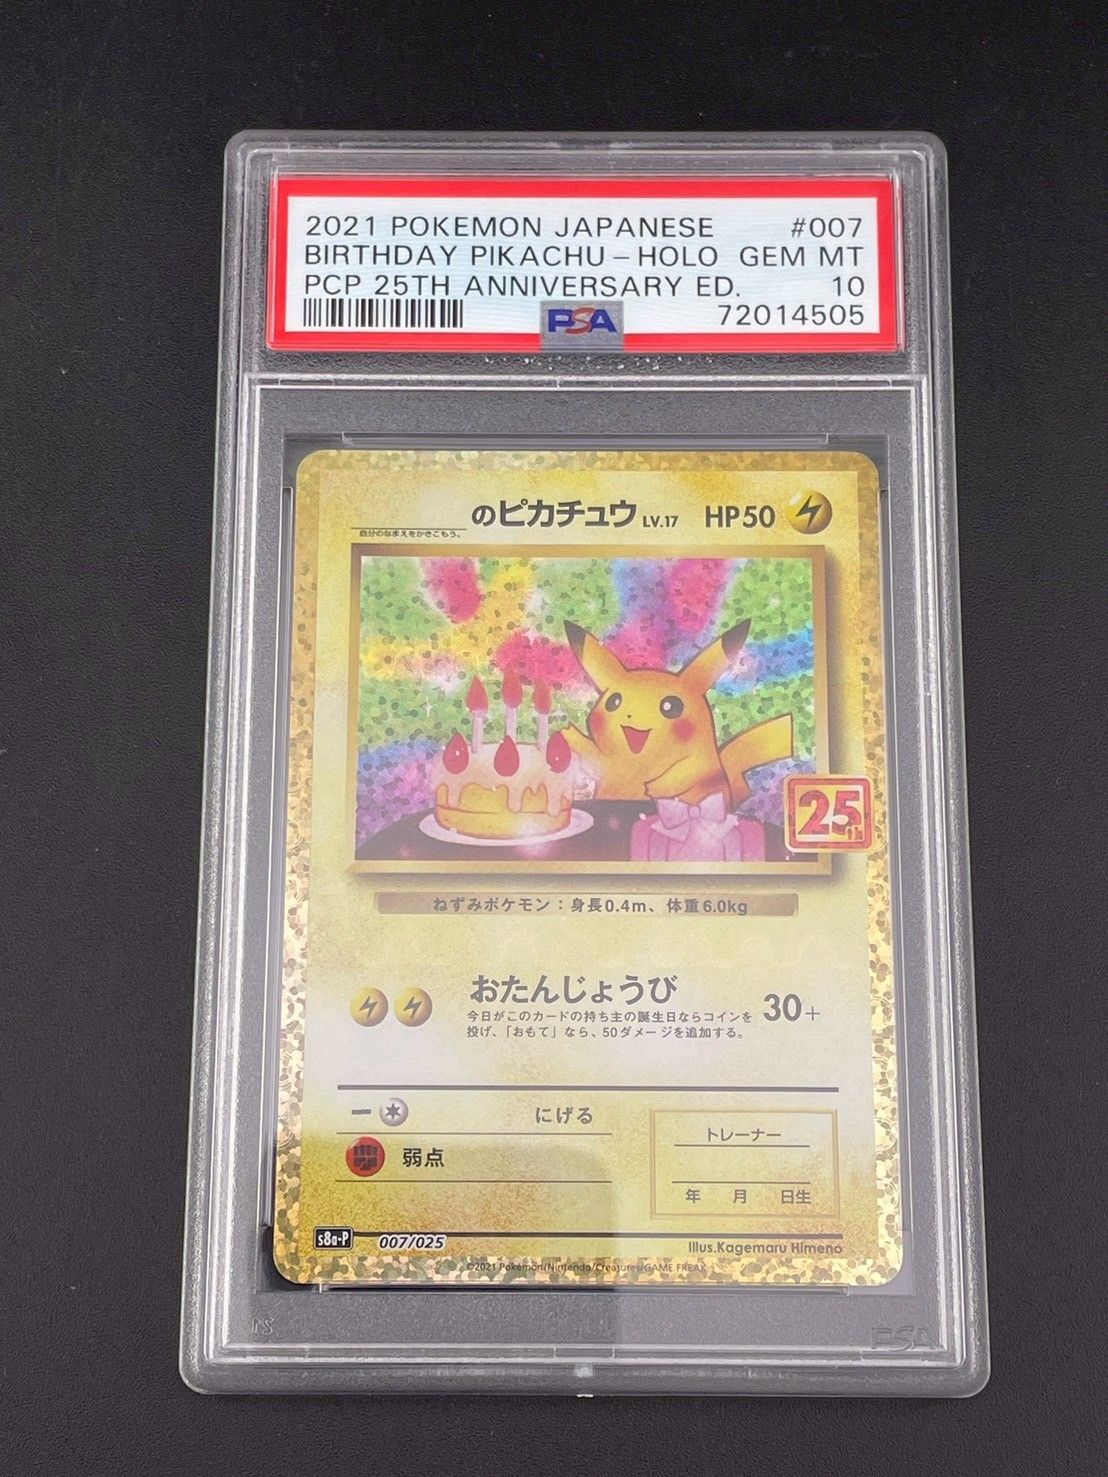 2021 POKEMON JAPANESE #007
BIRTHDAY PIKACHU-HOLO GEM MT
PCP 25TH ANNIVERSARY ED. 10
PSA 72014505
のピカチュウ LV.17 HP50
自分のなまえをかきこもう。
25th
ねずみポケモン：身長0.4m、体重6.0kg
おたんじょうび 30+
今日がこのカードの持ち主の誕生日ならコインを
投げ、「おもて」なら、50ダメージを追加する。
にげる
弱点
トレーナー
年 月 日生
s8a-P 007/025
Illus.Kagemaru Himeno
©2021 Pokémon/Nintendo/Creatures/GAME FREAK
PSA